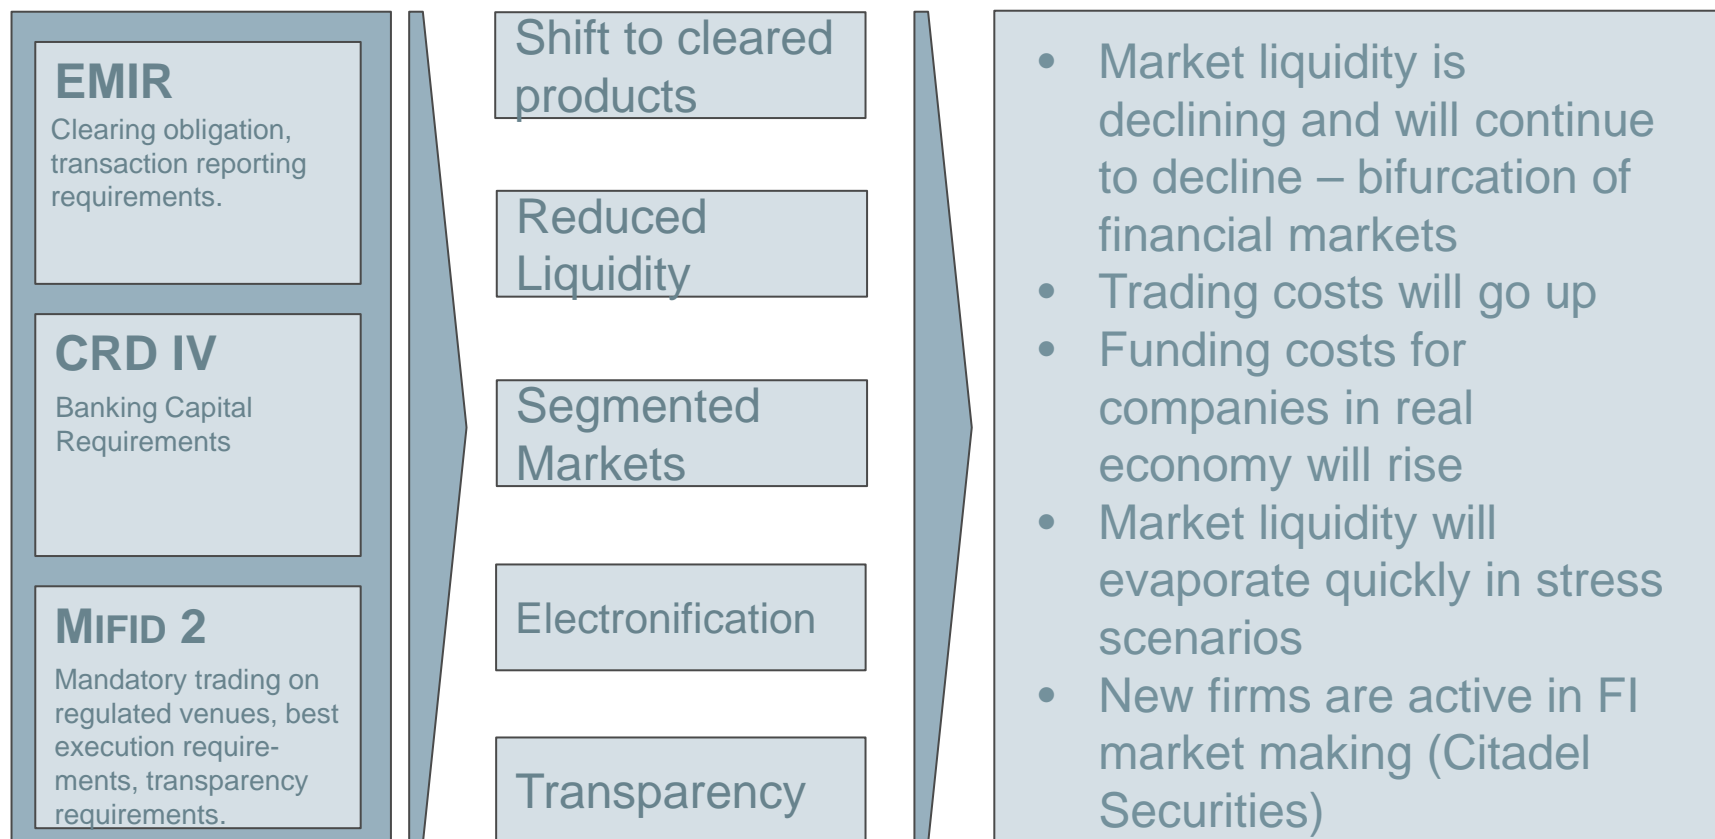 EMIR
Clearing obligation,
transaction reporting
requirements.
CRD IV
Banking Capital
Requirements
MIFID 2
Mandatory trading on
regulated venues, best
execution require-
ments, transparency
requirements.
Shift to cleared
products
Reduced
Liquidity
Segmented
Markets
Electronification
Transparency
• Market liquidity is
declining and will continue
to decline – bifurcation of
financial markets
• Trading costs will go up
• Funding costs for
companies in real
economy will rise
• Market liquidity will
evaporate quickly in stress
scenarios
• New firms are active in FI
market making (Citadel
Securities)